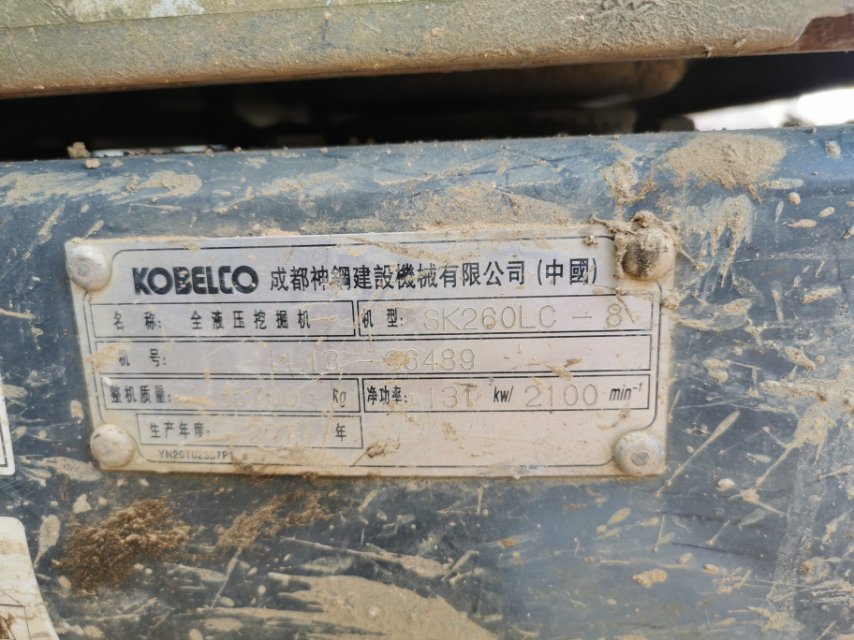 KOBELCO 成都神鋼建設機械有限公司(中國)
名 称: 全液压挖掘机 机 型: SK260LC-8
机 号: LL13-
整机质量: Kg 净功率: 131 kW/ 2100 min⁻¹
生产年度: 年